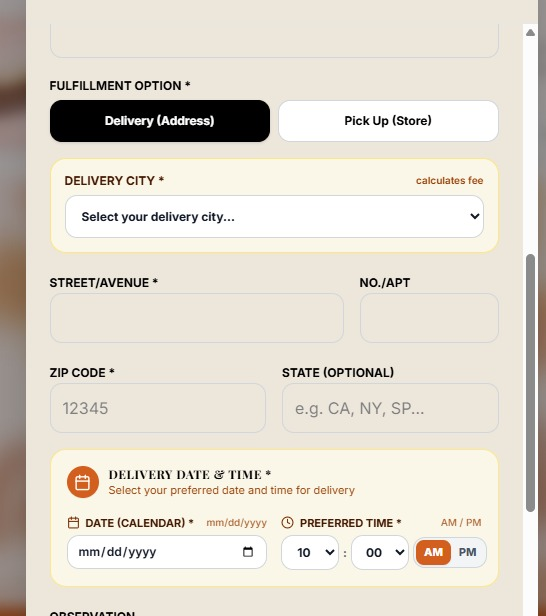 FULFILLMENT OPTION *
Delivery (Address) Pick Up (Store)
DELIVERY CITY * calculates fee
Select your delivery city...
STREET/AVENUE * NO./APT
ZIP CODE * STATE (OPTIONAL)
12345 e.g. CA, NY, SP...
DELIVERY DATE & TIME *
Select your preferred date and time for delivery
DATE (CALENDAR) * mm/dd/yyyy PREFERRED TIME * AM / PM
mm/dd/yyyy 10 : 00 AM PM
OBSERVATION